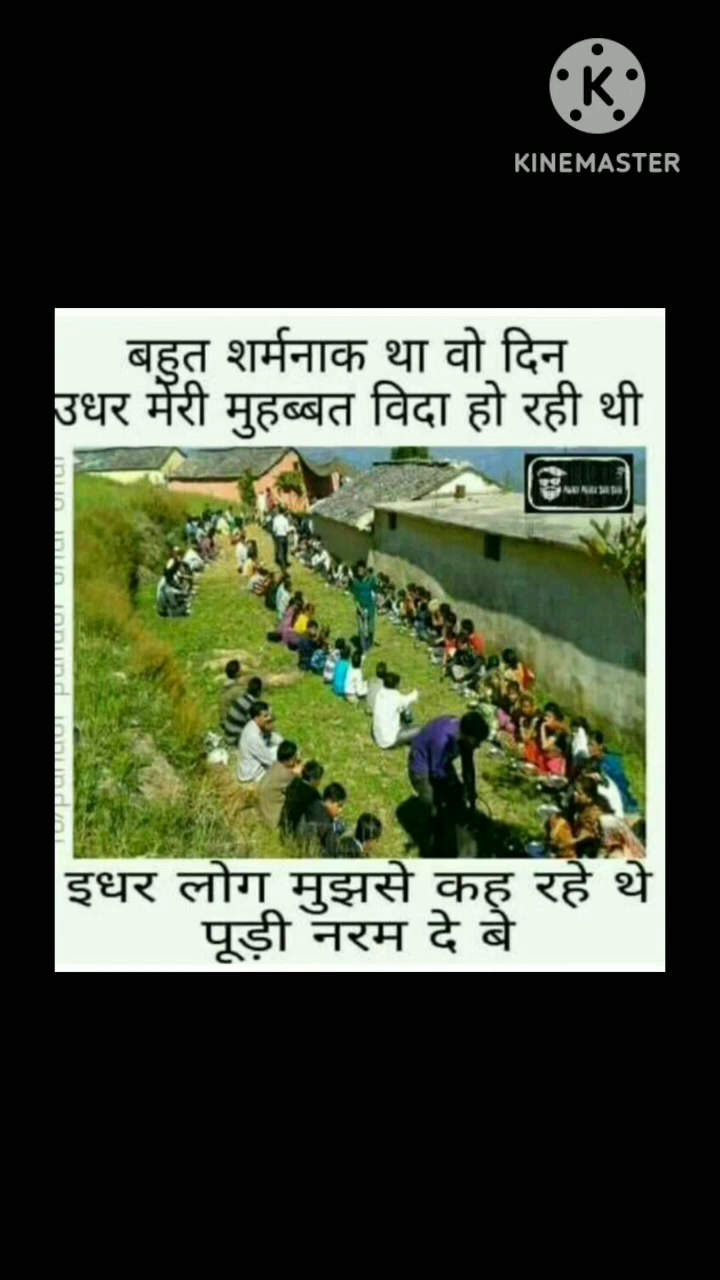 KINEMASTER
बहुत शर्मनाक था वो दिन
उधर मेरी मुहब्बत विदा हो रही थी
इधर लोग मुझसे कह रहे थे
पूड़ी नरम दे बे